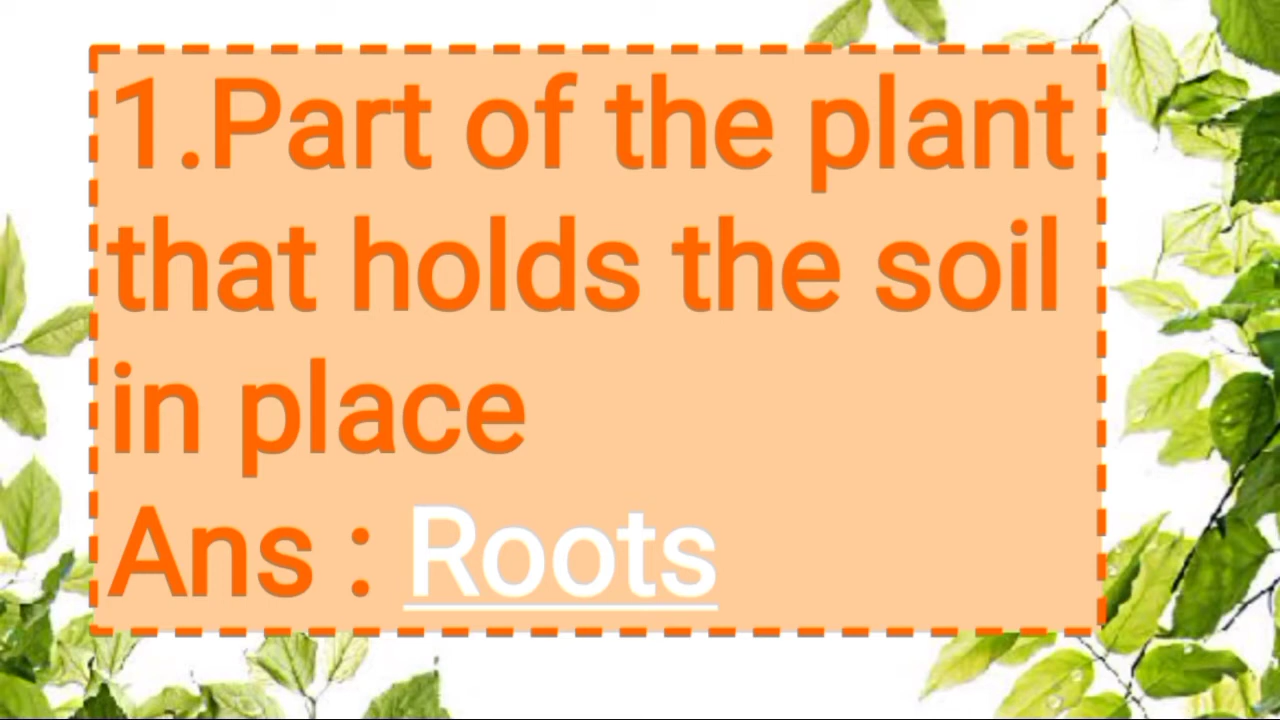 1.Part of the plant
that holds the soil
in place
Ans : Roots